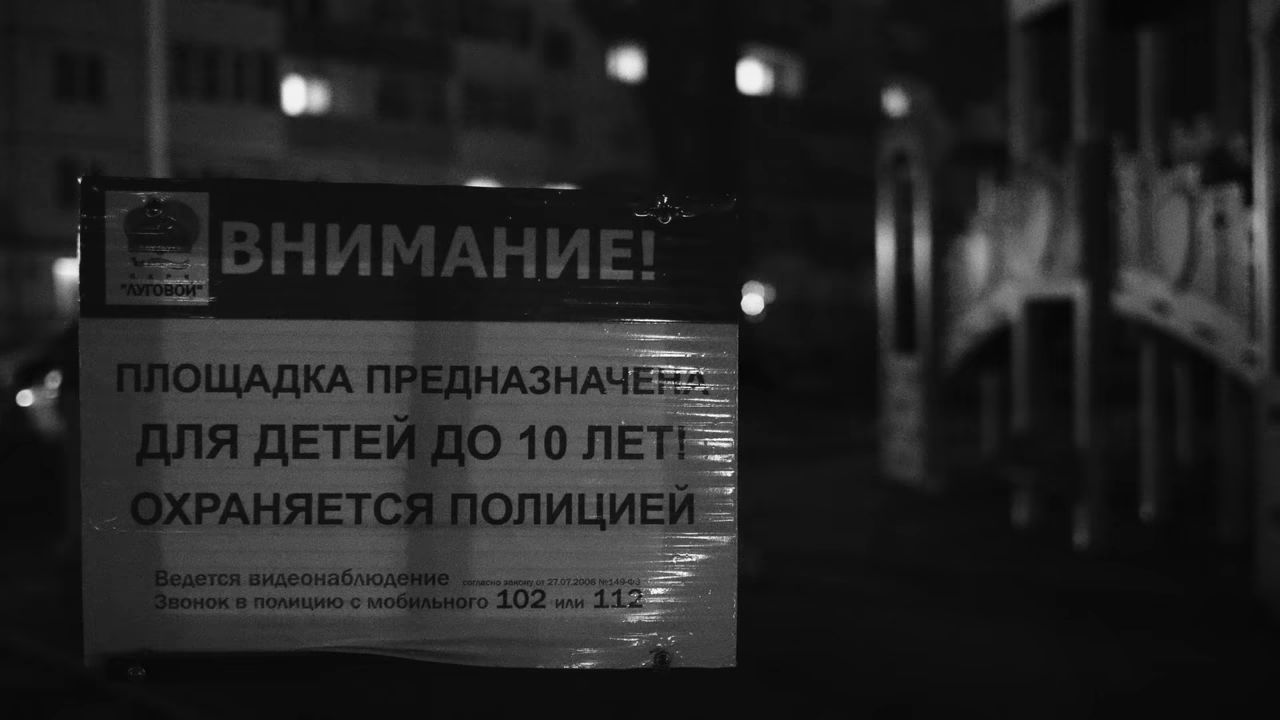 ПАРК
"ЛУГОВОЙ"
ВНИМАНИЕ!
ПЛОЩАДКА ПРЕДНАЗНАЧЕНА
ДЛЯ ДЕТЕЙ ДО 10 ЛЕТ!
ОХРАНЯЕТСЯ ПОЛИЦИЕЙ
Ведется видеонаблюдение согласно закону от 27.07.2006 №149-ФЗ
Звонок в полицию с мобильного 102 или 112